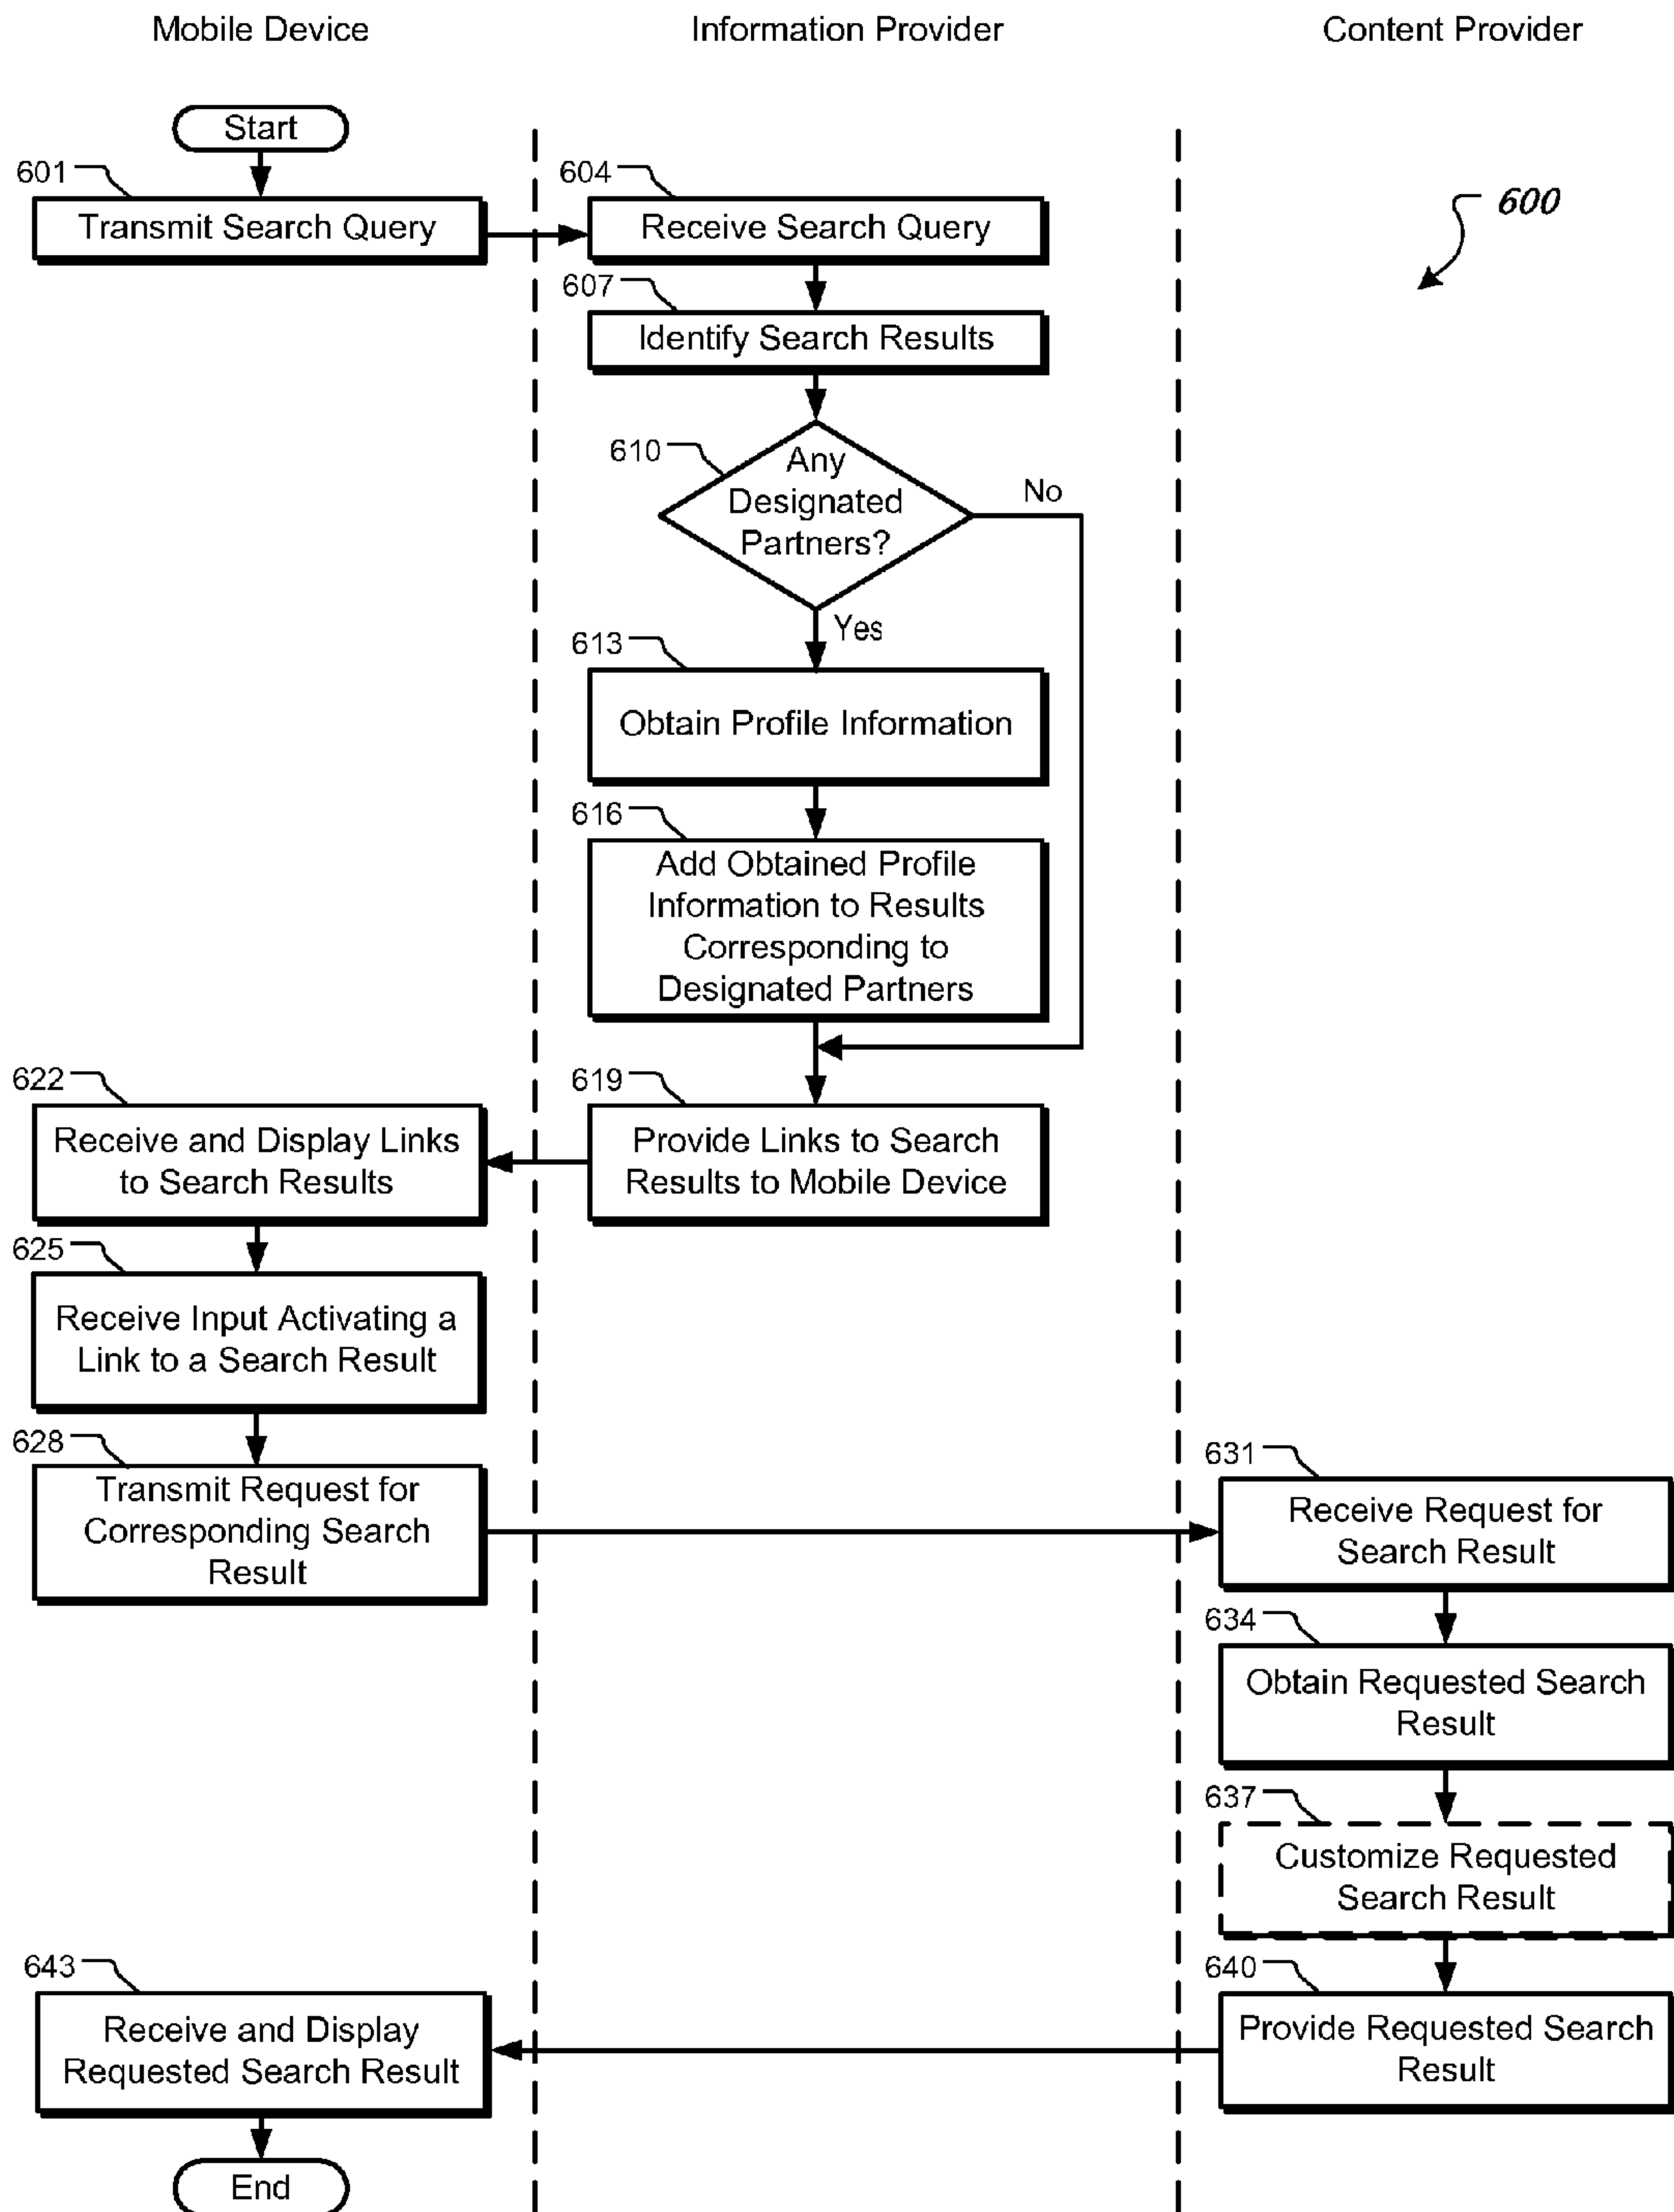 Mobile Device
Information Provider
Content Provider
Start
600
601
Transmit Search Query
604
Receive Search Query
607
Identify Search Results
610
Any
Designated
Partners?
No
Yes
613
Obtain Profile Information
616
Add Obtained Profile
Information to Results
Corresponding to
Designated Partners
619
Provide Links to Search
Results to Mobile Device
622
Receive and Display Links
to Search Results
625
Receive Input Activating a
Link to a Search Result
628
Transmit Request for
Corresponding Search
Result
631
Receive Request for
Search Result
634
Obtain Requested Search
Result
637
Customize Requested
Search Result
640
Provide Requested Search
Result
643
Receive and Display
Requested Search Result
End